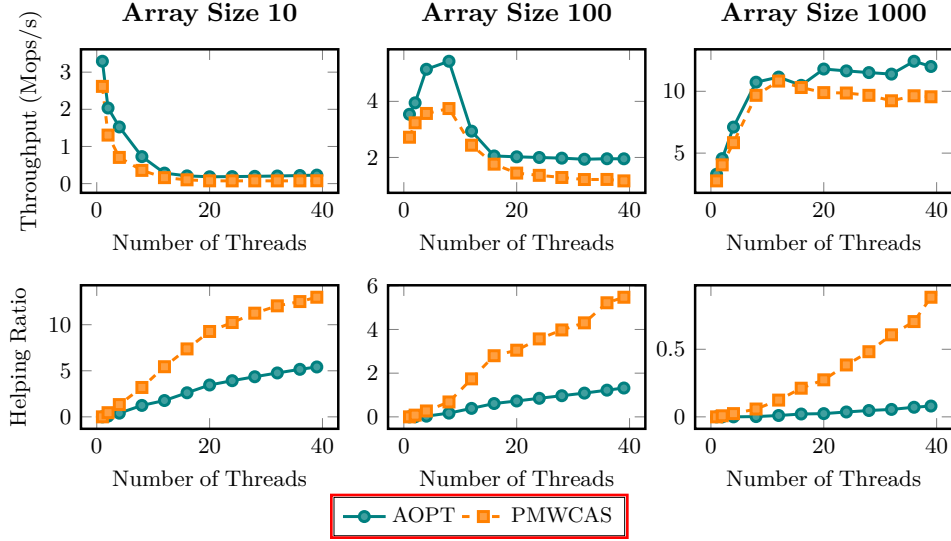 Array Size 10
Array Size 100
Array Size 1000
Throughput (Mops/s)
3
2
1
0
0
20
40
Number of Threads
4
2
0
20
40
Number of Threads
10
5
0
20
40
Number of Threads
Helping Ratio
10
5
0
0
20
40
Number of Threads
6
4
2
0
0
20
40
Number of Threads
0.5
0
0
20
40
Number of Threads
AOPT PMWCAS